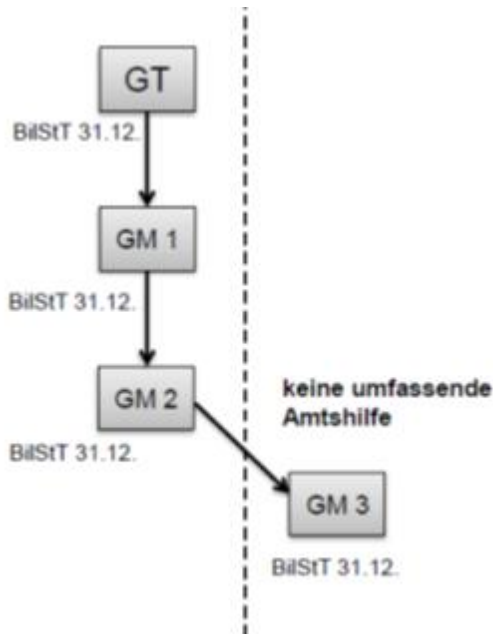 GT
BilStT 31.12.
GM 1
BilStT 31.12.
GM 2
BilStT 31.12.
keine umfassende
Amtshilfe
GM 3
BilStT 31.12.